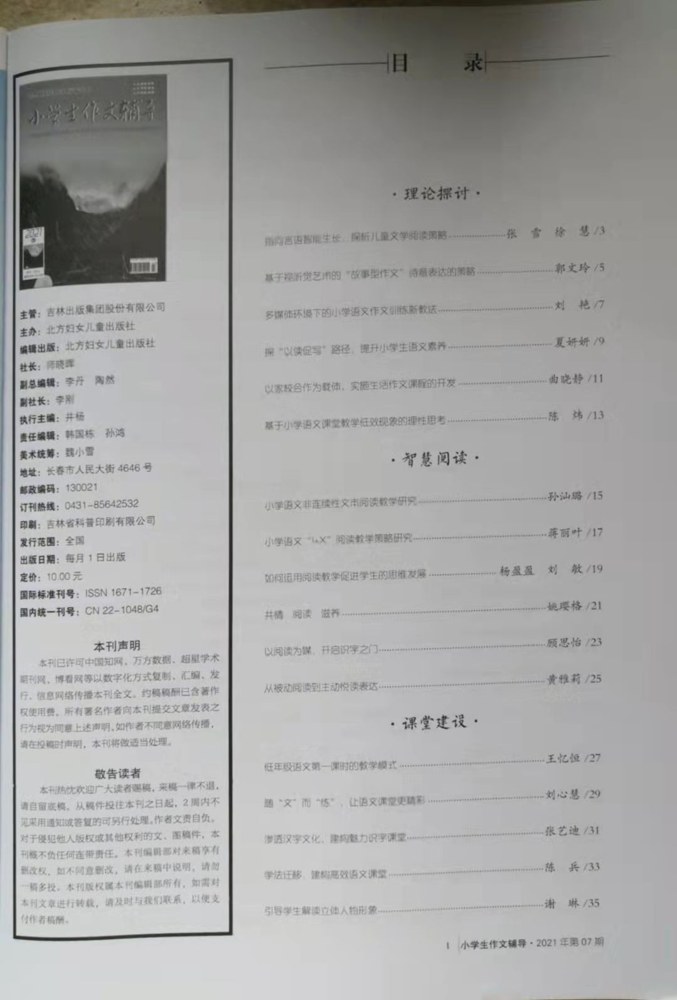 小学生作文辅导
2021
主管：吉林出版集团股份有限公司
主办：北方妇女儿童出版社
编辑出版：北方妇女儿童出版社
社长：师晓晖
副总编辑：李丹　陶然
副社长：李刚
执行主编：井杨
责任编辑：韩国栋　孙鸿
美术统筹：魏小雪
地址：长春市人民大街 4646 号
邮政编码：130021
订刊热线：0431-85642532
印刷：吉林省科普印刷有限公司
发行范围：全国
出版日期：每月 1 日出版
定价：10.00 元
国际标准刊号：ISSN 1671-1726
国内统一刊号：CN 22-1048/G4
本刊声明
本刊已许可中国知网、万方数据、超星学术
期刊网、博看网等以数字化方式复制、汇编、发
行、信息网络传播本刊全文。约稿稿酬已含著作
权使用费，所有署名作者向本刊提交文章发表之
行为视为同意上述声明。如作者不同意网络传播，
请在投稿时声明，本刊将做适当处理。
敬告读者
本刊热忱欢迎广大读者赐稿，来稿一律不退，
请自留底稿。从稿件投往本刊之日起，2 周内不
见采用通知或答复的可另行处理。作者文责自负。
对于侵犯他人版权或其他权利的文、图稿件，本
刊概不负任何连带责任。本刊编辑部对来稿享有
删改权，如不同意删改，请在来稿中说明，请勿
一稿多投。本刊版权属本刊编辑部所有，如需对
本刊文章进行转载，请及时与我们联系，以便支
付作者稿酬。
目　录
·理论探讨·
指向言语智能生长，探析儿童文学阅读策略……………张　雪　徐　慧/3
基于视听觉艺术的“故事型作文”诗意表达的策略……………郭文玲/5
多媒体环境下的小学语文作文训练新教法……………刘　艳/7
探“以读促写”路径，提升小学生语文素养……………夏妍妍/9
以家校合作为载体，实施生活作文课程的开发……………曲晓静/11
基于小学语文课堂教学低效现象的理性思考……………陈　炜/13
·智慧阅读·
小学语文非连续性文本阅读教学研究……………孙汕璐/15
小学语文“1+X”阅读教学策略研究……………蒋丽叶/17
如何运用阅读教学促进学生的思维发展……………杨盈盈　刘　敏/19
共情　阅读　滋养……………姚璎格/21
以阅读为媒，开启识字之门……………顾思怡/23
从被动阅读到主动悦读表达……………黄雅莉/25
·课堂建设·
低年级语文第一课时的教学模式……………王忆恒/27
随“文”而“练”，让语文课堂更精彩……………刘心慧/29
渗透汉字文化，建构魅力识字课堂……………张艺迪/31
学法迁移，建构高效语文课堂……………陈　兵/33
引导学生解读立体人物形象……………谢　琳/35
1　小学生作文辅导·2021 年第 07 期